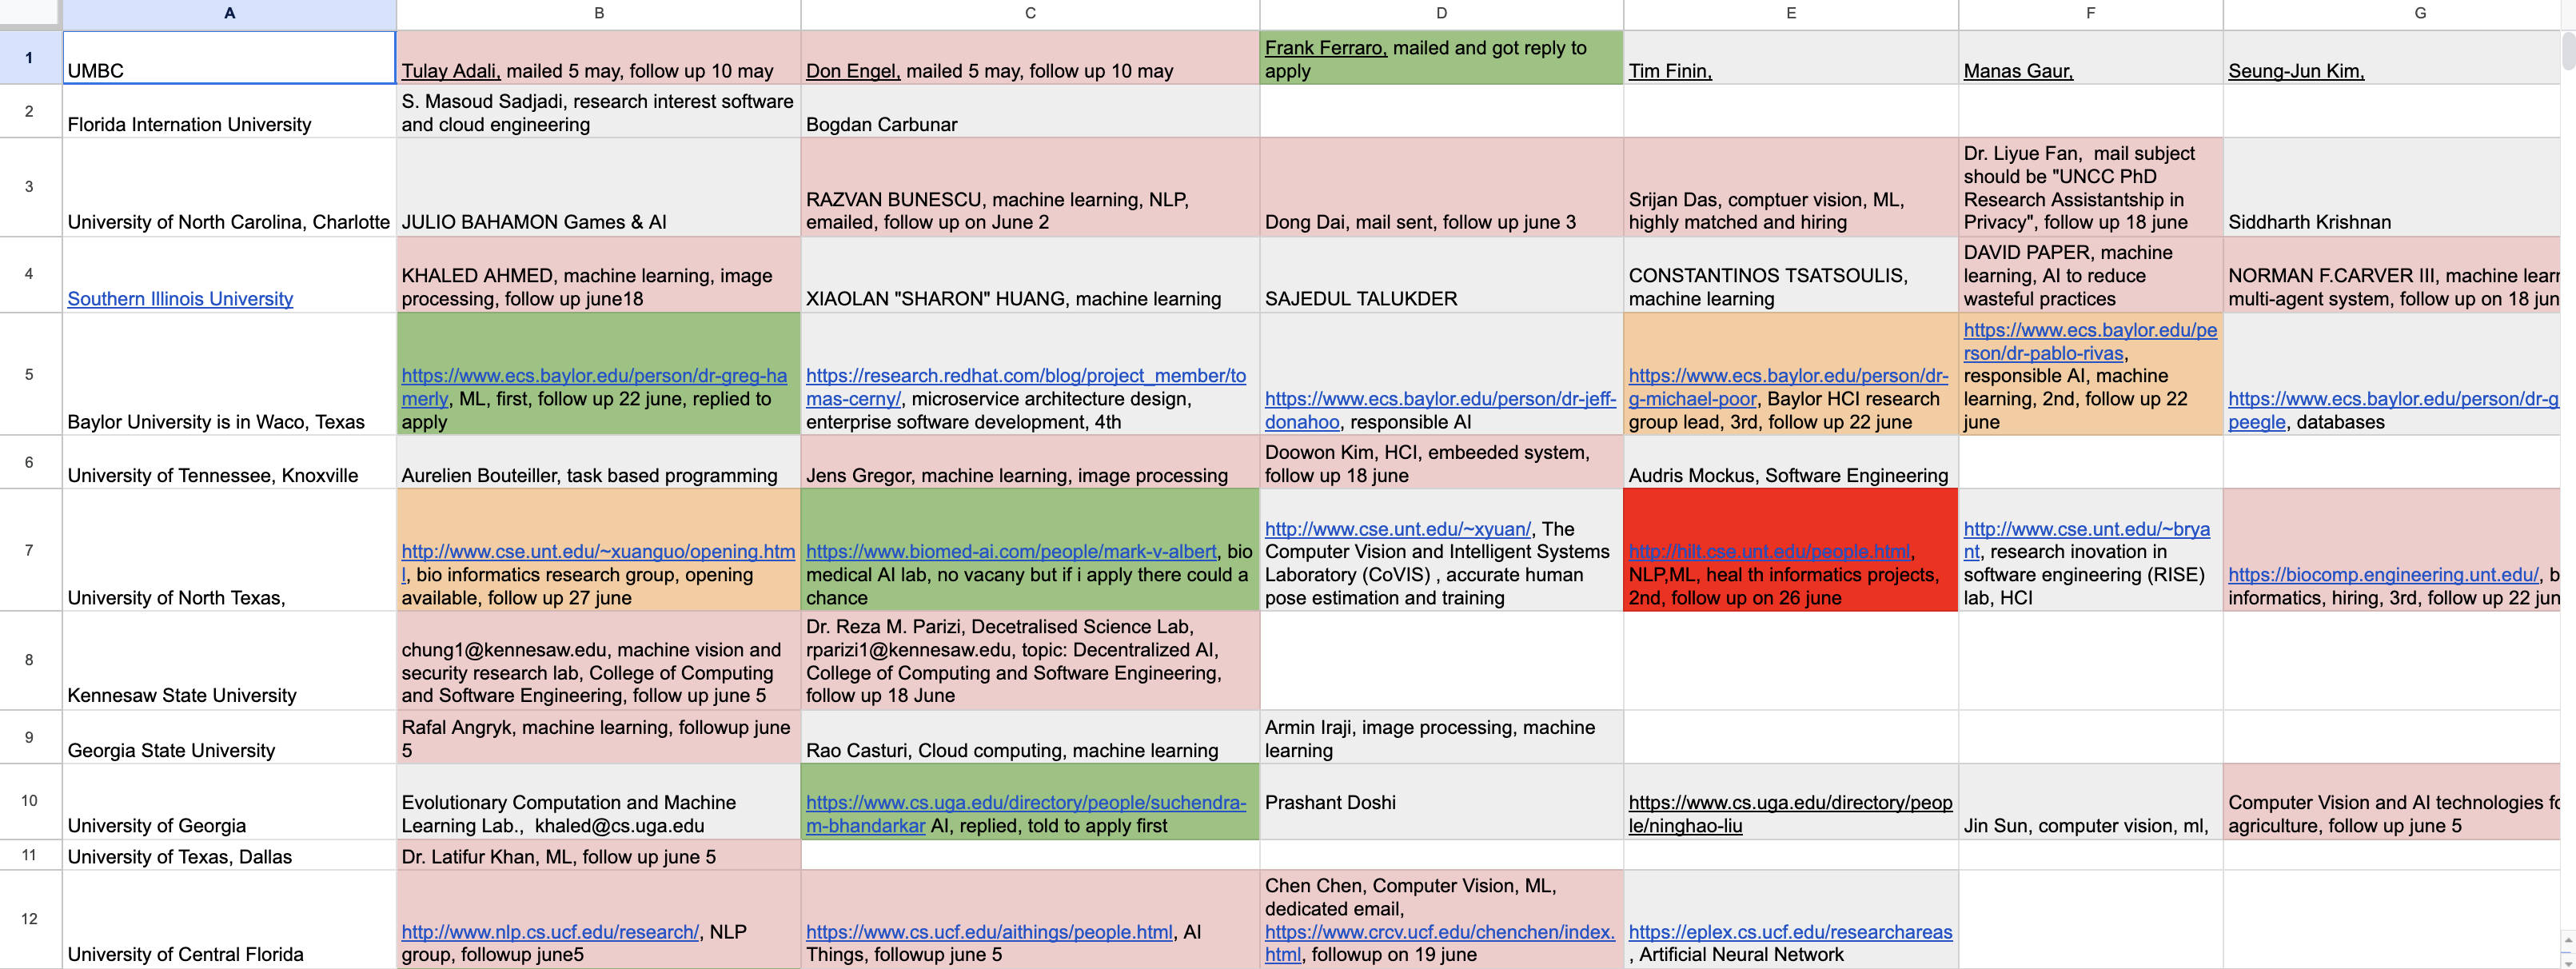 A B C D E F G
1
UMBC
Tulay Adali, mailed 5 may, follow up 10 may
Don Engel, mailed 5 may, follow up 10 may
Frank Ferraro, mailed and got reply to
apply
Tim Finin,
Manas Gaur,
Seung-Jun Kim,
2
Florida Internation University
S. Masoud Sadjadi, research interest software
and cloud engineering
Bogdan Carbunar
3
University of North Carolina, Charlotte
JULIO BAHAMON Games & AI
RAZVAN BUNESCU, machine learning, NLP,
emailed, follow up on June 2
Dong Dai, mail sent, follow up june 3
Srijan Das, comptuer vision, ML,
highly matched and hiring
Dr. Liyue Fan, mail subject
should be "UNCC PhD
Research Assistantship in
Privacy", follow up 18 june
Siddharth Krishnan
4
Southern Illinois University
KHALED AHMED, machine learning, image
processing, follow up june18
XIAOLAN "SHARON" HUANG, machine learning
SAJEDUL TALUKDER
CONSTANTINOS TSATSOULIS,
machine learning
DAVID PAPER, machine
learning, AI to reduce
wasteful practices
NORMAN F.CARVER III, machine lear
multi-agent system, follow up on 18 jun
5
Baylor University is in Waco, Texas
https://www.ecs.baylor.edu/person/dr-greg-ha
merly, ML, first, follow up 22 june, replied to
apply
https://research.redhat.com/blog/project_member/to
mas-cerny/, microservice architecture design,
enterprise software development, 4th
https://www.ecs.baylor.edu/person/dr-jeff-
donahoo, responsible AI
https://www.ecs.baylor.edu/person/dr-
g-michael-poor, Baylor HCI research
group lead, 3rd, follow up 22 june
https://www.ecs.baylor.edu/pe
rson/dr-pablo-rivas,
responsible AI, machine
learning, 2nd, follow up 22
june
https://www.ecs.baylor.edu/person/dr-g
peegle, databases
6
University of Tennessee, Knoxville
Aurelien Bouteiller, task based programming
Jens Gregor, machine learning, image processing
Doowon Kim, HCI, embeeded system,
follow up 18 june
Audris Mockus, Software Engineering
7
University of North Texas,
http://www.cse.unt.edu/~xuanguo/opening.htm
l, bio informatics research group, opening
available, follow up 27 june
https://www.biomed-ai.com/people/mark-v-albert, bio
medical AI lab, no vacancy but if i apply there could a
chance
http://www.cse.unt.edu/~xyuan/, The
Computer Vision and Intelligent Systems
Laboratory (CoVIS) , accurate human
pose estimation and training
http://hilt.cse.unt.edu/people.html,
NLP,ML, heal th informatics projects,
2nd, follow up on 26 june
http://www.cse.unt.edu/~brya
nt, research inovation in
software engineering (RISE)
lab, HCI
https://biocomp.engineering.unt.edu/, b
informatics, hiring, 3rd, follow up 22 jun
8
Kennesaw State University
chung1@kennesaw.edu, machine vision and
security research lab, College of Computing
and Software Engineering, follow up june 5
Dr. Reza M. Parizi, Decetralised Science Lab,
rparizi1@kennesaw.edu, topic: Decentralized AI,
College of Computing and Software Engineering,
follow up 18 June
9
Georgia State University
Rafal Angryk, machine learning, followup june
5
Rao Casturi, Cloud computing, machine learning
Armin Iraji, image processing, machine
learning
10
University of Georgia
Evolutionary Computation and Machine
Learning Lab., khaled@cs.uga.edu
https://www.cs.uga.edu/directory/people/suchendra-
m-bhandarkar AI, replied, told to apply first
Prashant Doshi
https://www.cs.uga.edu/directory/peop
le/ninghao-liu
Jin Sun, computer vision, ml,
Computer Vision and AI technologies fo
agriculture, follow up june 5
11
University of Texas, Dallas
Dr. Latifur Khan, ML, follow up june 5
12
University of Central Florida
http://www.nlp.cs.ucf.edu/research/, NLP
group, followup june5
https://www.cs.ucf.edu/aithings/people.html, AI
Things, followup june 5
Chen Chen, Computer Vision, ML,
dedicated email,
https://www.crcv.ucf.edu/chenchen/index.
html, followup on 19 june
https://eplex.cs.ucf.edu/researchareas
, Artificial Neural Network